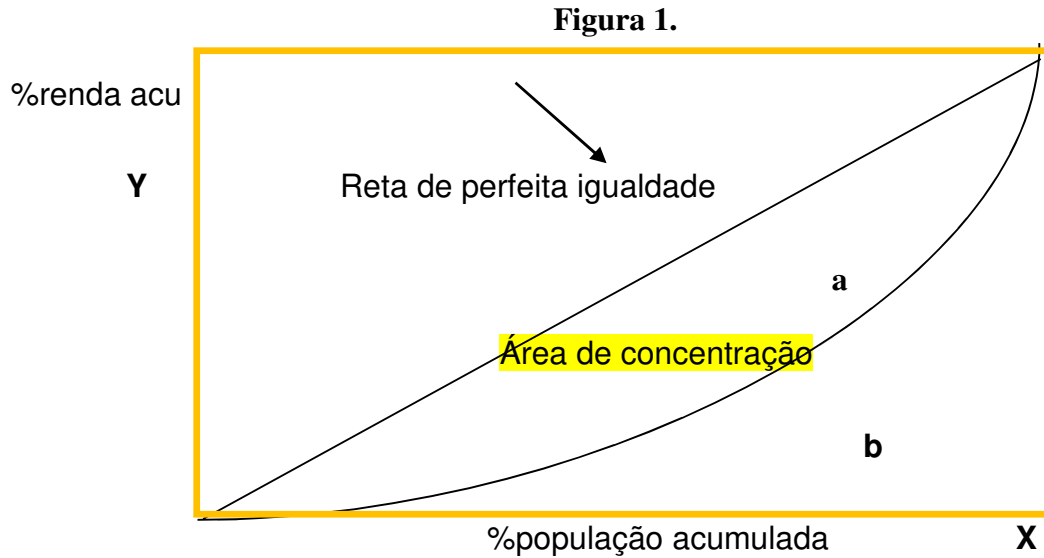 Figura 1.
%renda acu
Y
Reta de perfeita igualdade
a
Área de concentração
b
%população acumulada
X